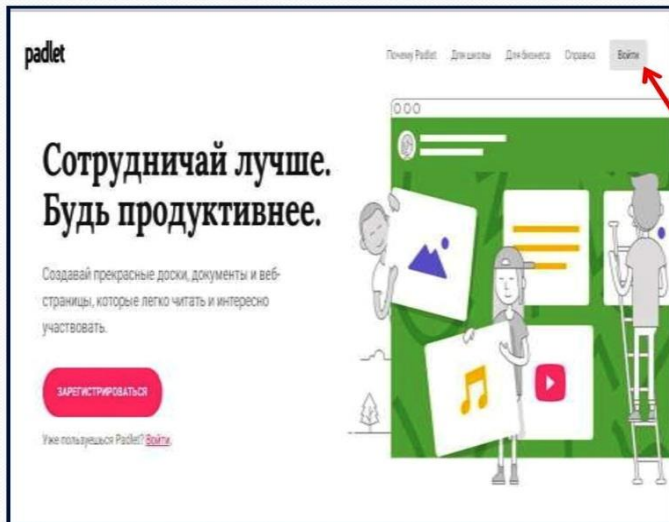 padlet
Почему Padlet Для школы Для бизнеса Справка Войти
Сотрудничай лучше.
Будь продуктивнее.
Создавай прекрасные доски, документы и веб-
страницы, которые легко читать и интересно
участвовать.
ЗАРЕГИСТРИРОВАТЬСЯ
Уже пользуешься Padlet? Войти.